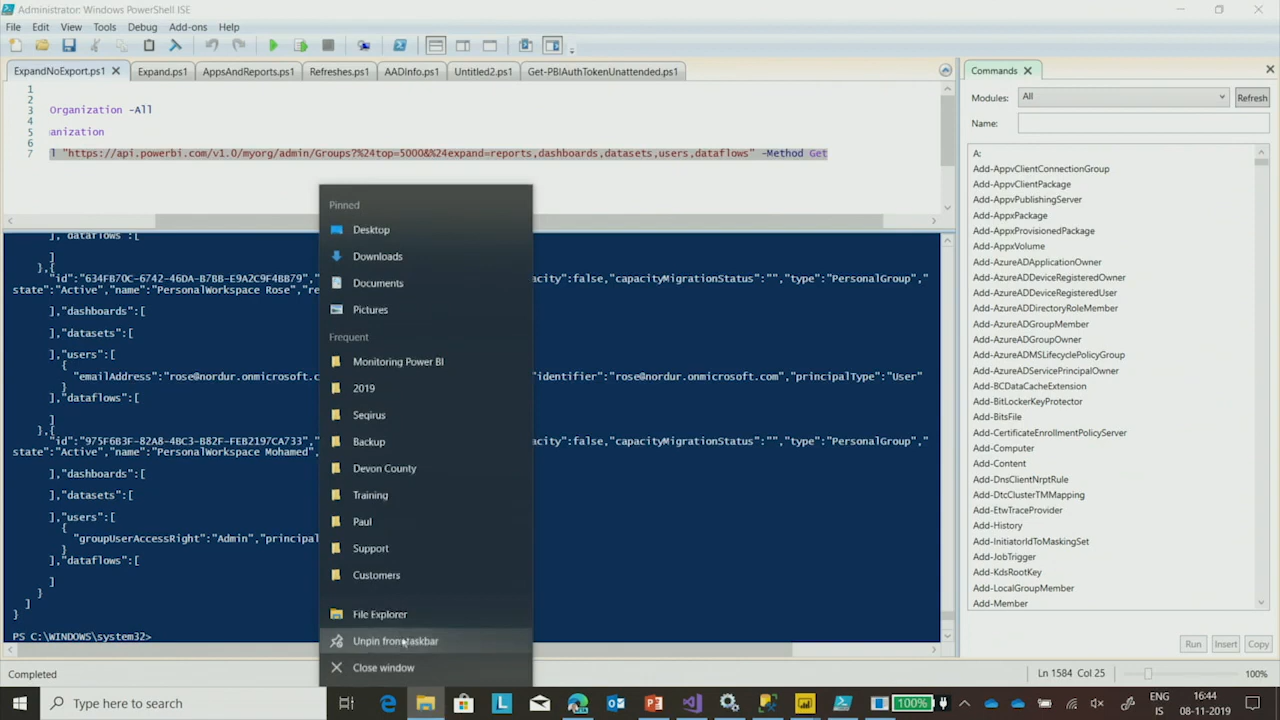 Administrator: Windows PowerShell ISE
File Edit View Tools Debug Add-ons Help
ExpandNoExport.ps1 Expand.ps1 AppsAndReports.ps1 Refreshes.ps1 AADInfo.ps1 Untitled2.ps1 Get-PBIAuthTokenUnattended.ps1
1
2
3 Organization -All
4
5 anization
6
7 l "https://api.powerbi.com/v1.0/myorg/admin/Groups?%24top=5000&%24expand=reports,dashboards,datasets,users,dataflows" -Method Get
], "dataflows":[
]
},{
"id":"634FB70C-6742-46DA-B7BB-E9A2C9F4BB79", acity":false,"capacityMigrationStatus":"","type":"PersonalGroup","
state":"Active","name":"PersonalWorkspace Rose","re
],"dashboards":[
],"datasets":[
],"users":[
{
"emailAddress":"rose@nordur.onmicrosoft.c identifier":"rose@nordur.onmicrosoft.com","principalType":"User"
}
],"dataflows":[
]
},{
"id":"975F6B3F-82A8-4BC3-B82F-FEB2197CA733", acity":false,"capacityMigrationStatus":"","type":"PersonalGroup","
state":"Active","name":"PersonalWorkspace Mohamed",
],"dashboards":[
],"datasets":[
],"users":[
{
"groupUserAccessRight":"Admin","principal
}
],"dataflows":[
]
}
]
}
PS C:\WINDOWS\system32>
Pinned
Desktop
Downloads
Documents
Pictures
Frequent
Monitoring Power BI
2019
Seqirus
Backup
Devon County
Training
Paul
Support
Customers
File Explorer
Unpin from taskbar
Close window
Commands
Modules: All Refresh
Name:
A:
Add-AppvClientConnectionGroup
Add-AppvClientPackage
Add-AppvPublishingServer
Add-AppxPackage
Add-AppxProvisionedPackage
Add-AppxVolume
Add-AzureADApplicationOwner
Add-AzureADDeviceRegisteredOwner
Add-AzureADDeviceRegisteredUser
Add-AzureADDirectoryRoleMember
Add-AzureADGroupMember
Add-AzureADGroupOwner
Add-AzureADMSLifecyclePolicyGroup
Add-AzureADServicePrincipalOwner
Add-BCDataCacheExtension
Add-BitLockerKeyProtector
Add-BitsFile
Add-CertificateEnrollmentPolicyServer
Add-Computer
Add-Content
Add-DnsClientNrptRule
Add-DtcClusterTMMapping
Add-EtwTraceProvider
Add-History
Add-InitiatorIdToMaskingSet
Add-JobTrigger
Add-KdsRootKey
Add-LocalGroupMember
Add-Member
Run Insert Copy
Completed Ln 1584 Col 25 100%
Type here to search 100% ENG 16:44
IS 08-11-2019